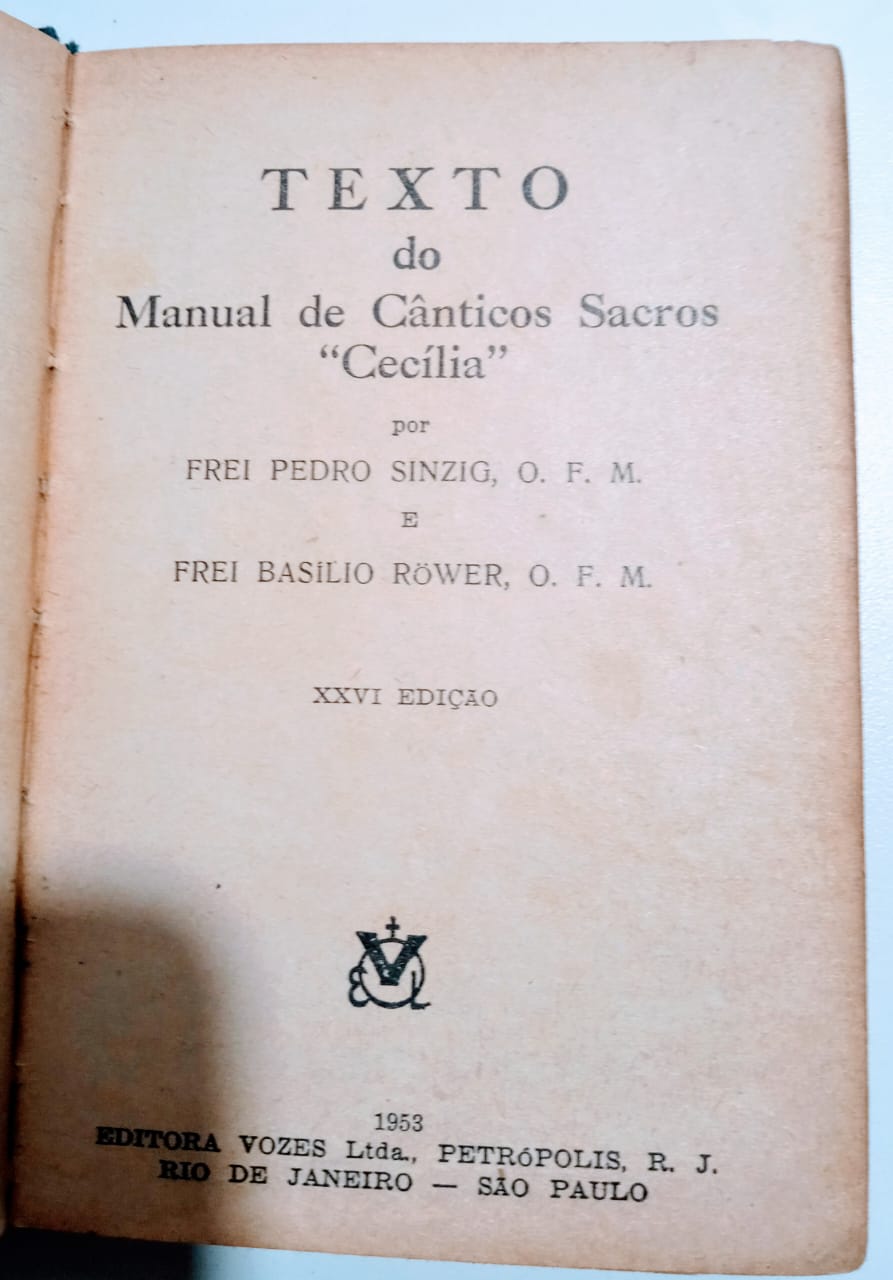 TEXTO
do
Manual de Cânticos Sacros
“Cecília”
por
FREI PEDRO SINZIG, O. F. M.
E
FREI BASÍLIO RÖWER, O. F. M.
XXVI EDIÇÃO
1953
EDITORA VOZES Ltda., PETRÓPOLIS, R. J.
RIO DE JANEIRO — SÃO PAULO